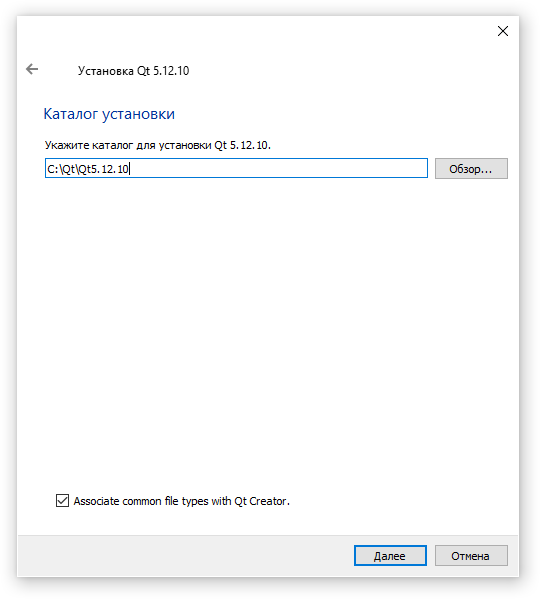 Установка Qt 5.12.10
Каталог установки
Укажите каталог для установки Qt 5.12.10.
C:\Qt\Qt5.12.10
Обзор...
Associate common file types with Qt Creator.
Далее
Отмена